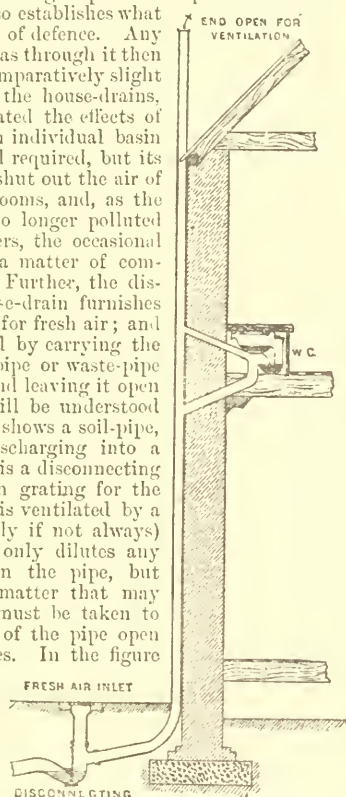 so establishes what
of defence. Any
as through it then
mparatively slight
the house-drains,
ated the effects of
individual basin
required, but its
shut out the air of
ooms, and, as the
o longer polluted
ers, the occasional
a matter of com-
Further, the dis-
e-drain furnishes
for fresh air; and
by carrying the
pipe or waste-pipe
nd leaving it open
ill be understood
shows a soil-pipe,
scharging into a
is a disconnecting
grating for the
is ventilated by a
ly if not always)
only dilutes any
n the pipe, but
matter that may
must be taken to
of the pipe open
es. In the figure
END OPEN FOR
VENTILATION
W C.
FRESH AIR INLET
DISCONNECTING